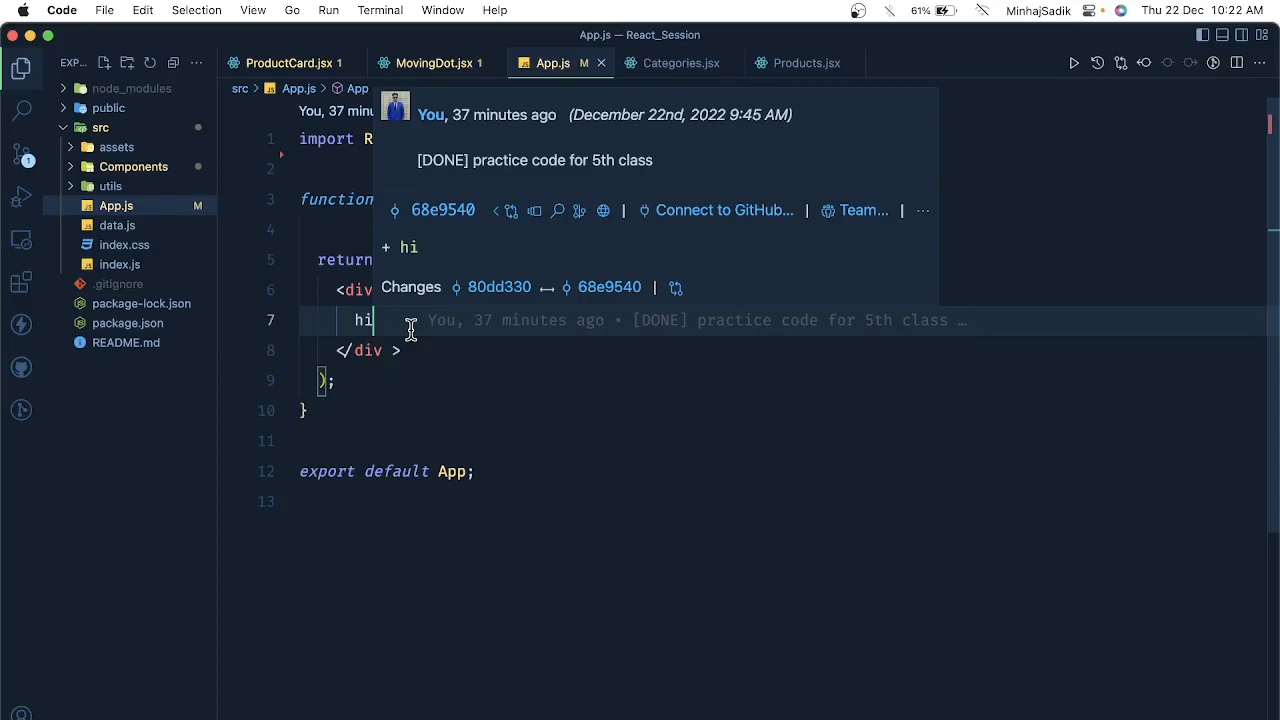 Code File Edit Selection View Go Run Terminal Window Help 61% MinhajSadik Thu 22 Dec 10:22 AM
App.js — React_Session
EXP... ProductCard.jsx 1 MovingDot.jsx 1 JS App.js M Categories.jsx Products.jsx
node_modules
public
src
assets
Components
utils
JS App.js M
JS data.js
index.css
JS index.js
.gitignore
package-lock.json
package.json
README.md
1
src > JS App.js > App
You, 37 minu
1 import R
2
3 function
4
5 return
6 <div
7 hi You, 37 minutes ago • [DONE] practice code for 5th class …
8 </div >
9 );
10 }
11
12 export default App;
13
You, 37 minutes ago (December 22nd, 2022 9:45 AM)
[DONE] practice code for 5th class
68e9540 | Connect to GitHub... | Team... | ...
+ hi
Changes 80dd330 ↔ 68e9540 |